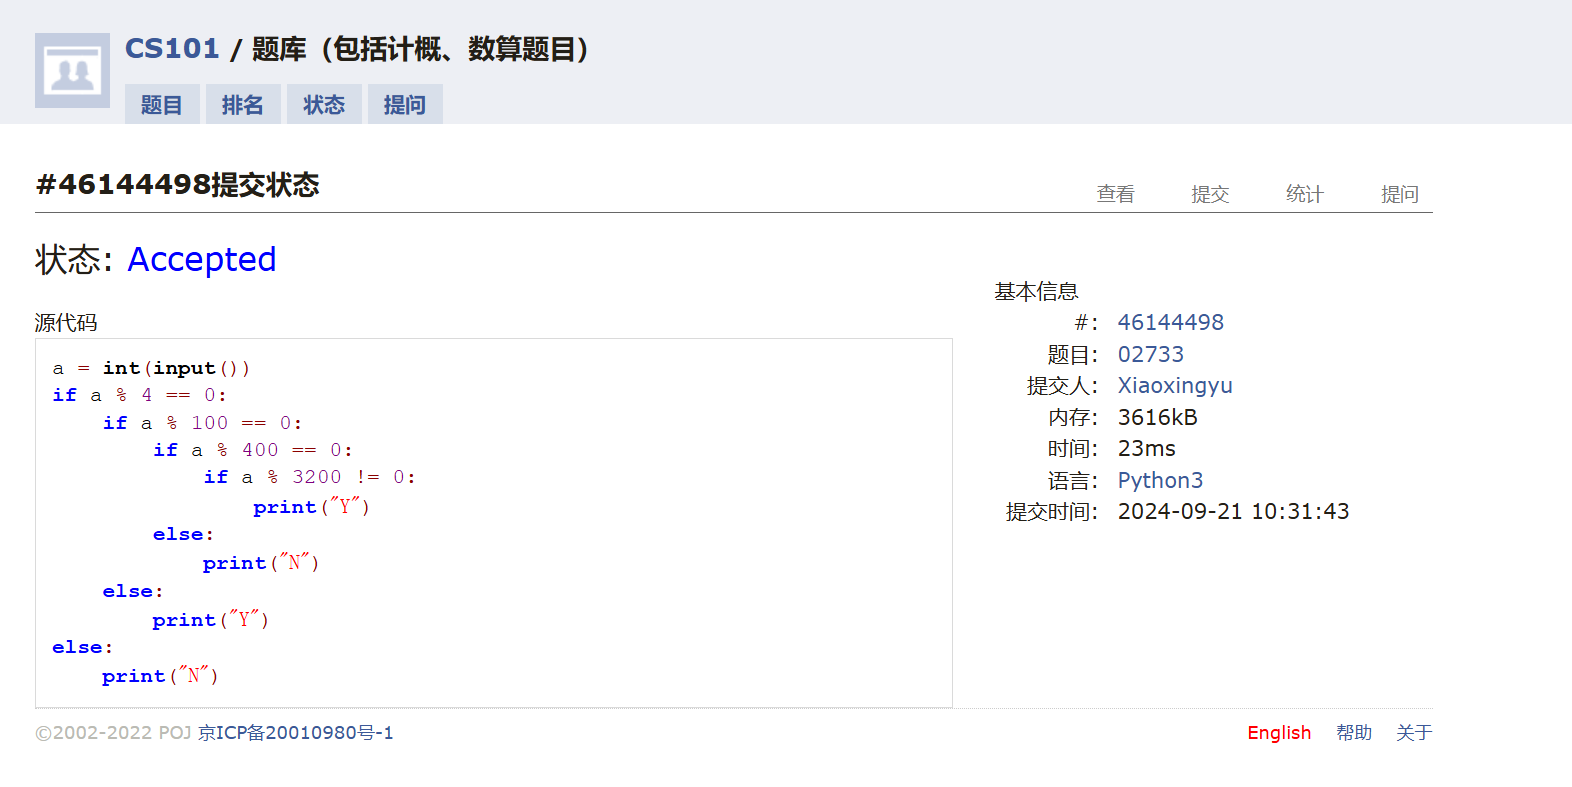 CS101 / 题库（包括计概、数算题目）
题目 排名 状态 提问
#46144498提交状态
查看 提交 统计 提问
状态: Accepted
源代码
a = int(input())
if a % 4 == 0:
    if a % 100 == 0:
        if a % 400 == 0:
            if a % 3200 != 0:
                print("Y")
        else:
            print("N")
    else:
        print("Y")
else:
    print("N")
基本信息
#: 46144498
题目: 02733
提交人: Xiaoxingyu
内存: 3616kB
时间: 23ms
语言: Python3
提交时间: 2024-09-21 10:31:43
©2002-2022 POJ 京ICP备20010980号-1
English 帮助 关于